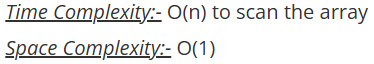 Time Complexity:- O(n) to scan the array
Space Complexity:- O(1)